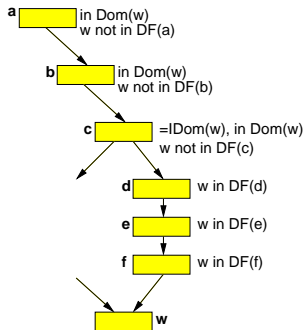 a in Dom(w)
w not in DF(a)
b in Dom(w)
w not in DF(b)
c =IDom(w), in Dom(w)
w not in DF(c)
d w in DF(d)
e w in DF(e)
f w in DF(f)
w